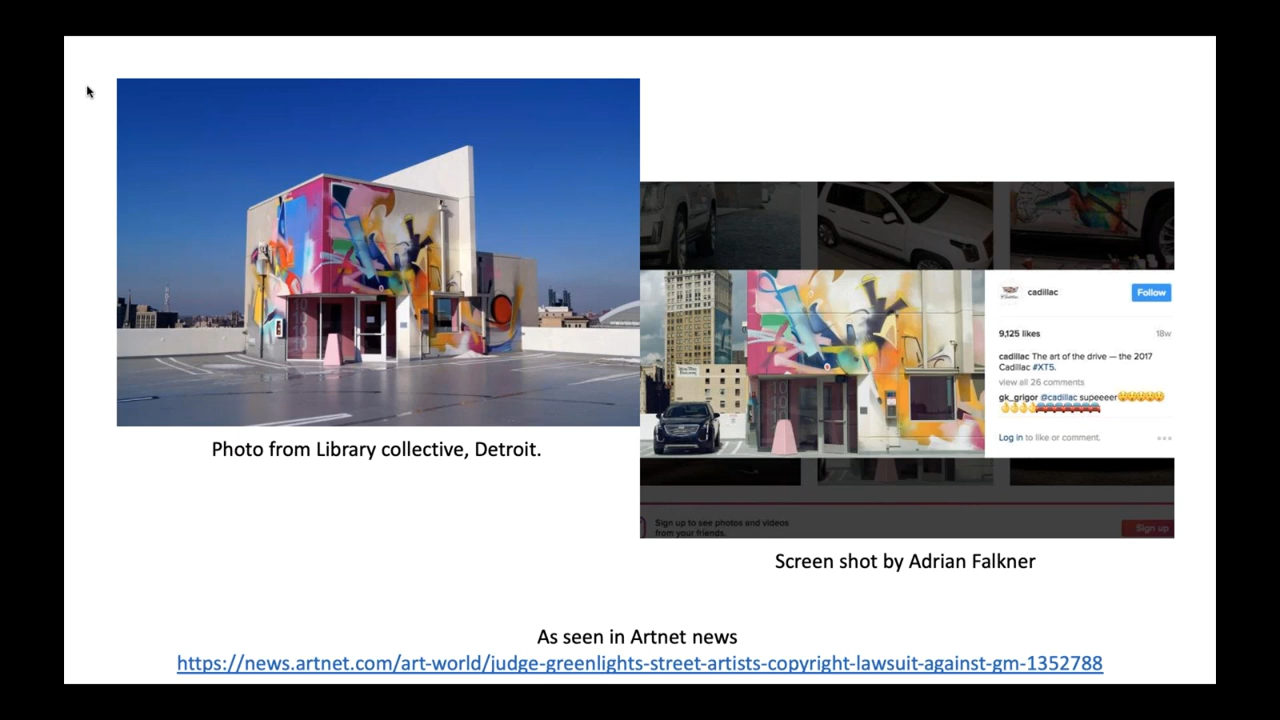 Photo from Library collective, Detroit.
cadillac
Follow
9,125 likes
18w
cadillac The art of the drive — the 2017
Cadillac #XT5.
view all 26 comments
gk_grigor @cadillac supeeeer😍😍😍😍😍
👌👌👌👌🚘🚘🚘🚘🚘
Log in to like or comment.
Sign up to see photos and videos
from your friends.
Sign up
Screen shot by Adrian Falkner
As seen in Artnet news
https://news.artnet.com/art-world/judge-greenlights-street-artists-copyright-lawsuit-against-gm-1352788